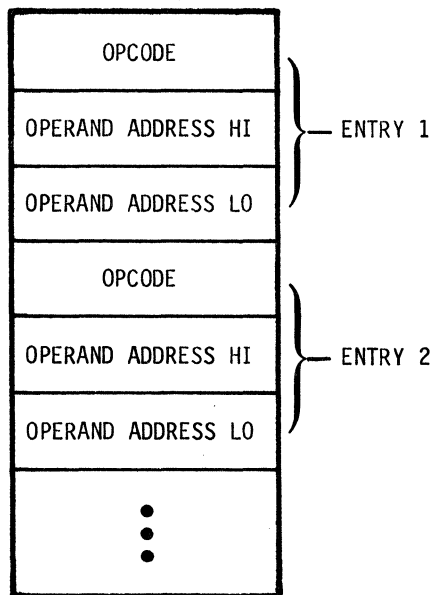 OPCODE
OPERAND ADDRESS HI
ENTRY 1
OPERAND ADDRESS LO
OPCODE
OPERAND ADDRESS HI
ENTRY 2
OPERAND ADDRESS LO